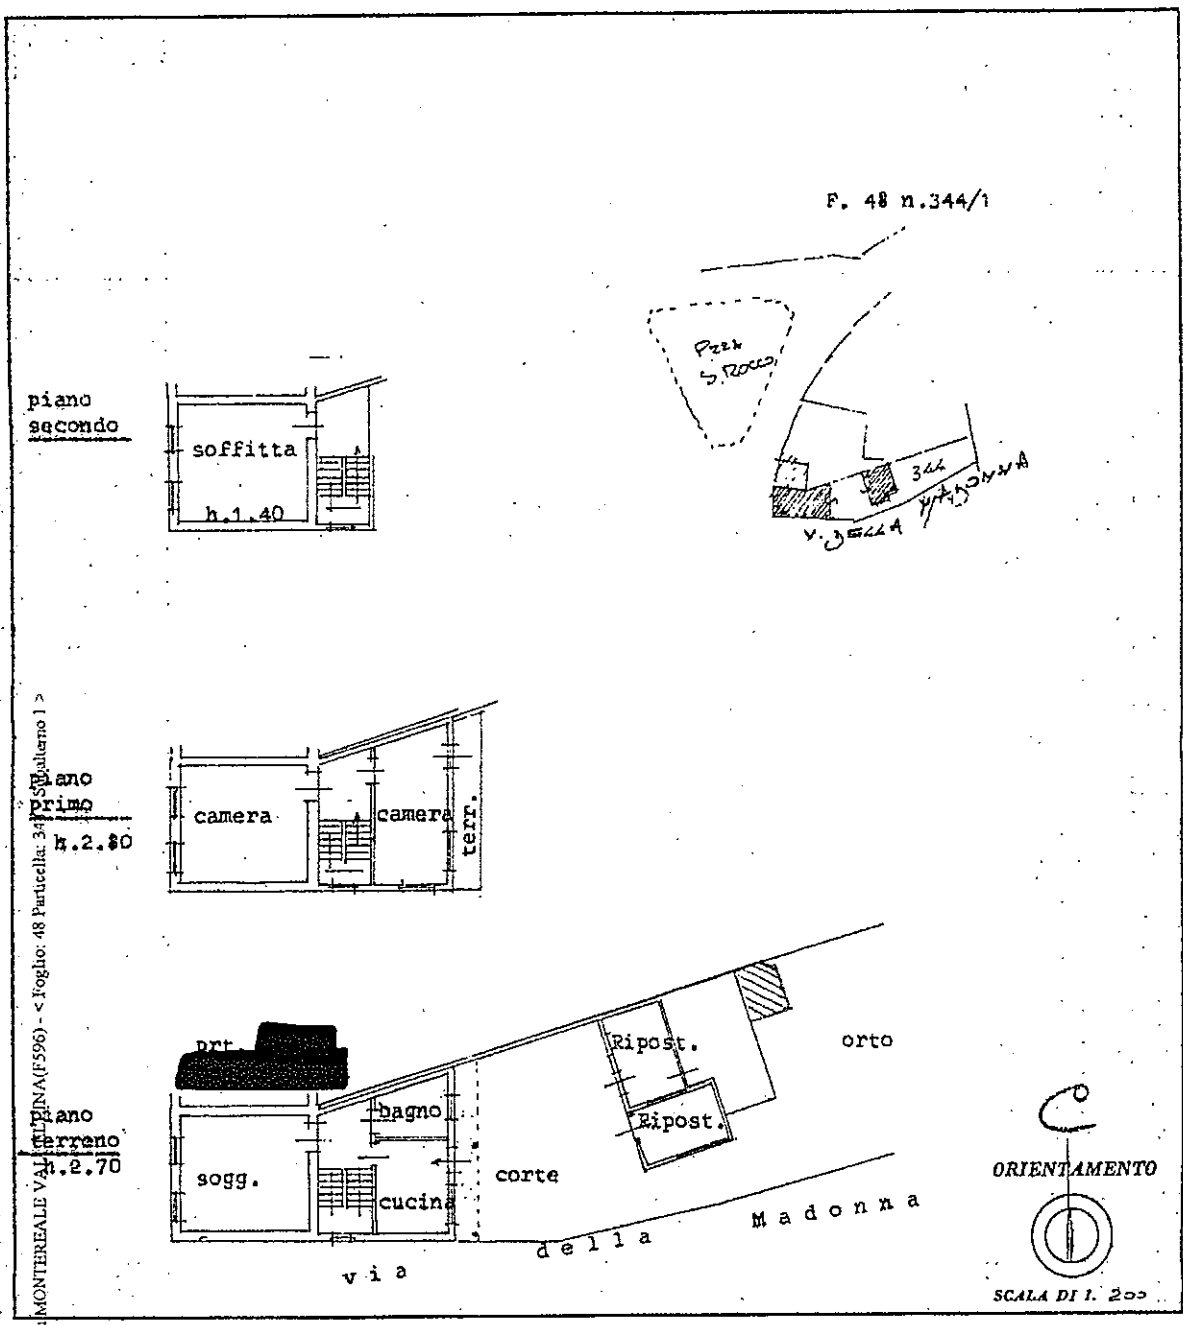 F. 48 n.344/1
Pzza
S. ROCCO
344
V. DELLA MADONNA
piano
secondo
soffitta
h.1.40
piano
primo
h.2.80
camera
camera
terr.
prt.
piano
terreno
h.2.70
sogg.
bagno
cucina
corte
Ripost.
Ripost.
orto
via della Madonna
ORIENTAMENTO
SCALA DI 1. 200
MONTEREALE VALCELLINA(F596) - < Foglio: 48 Particella: 344 Subalterno 1 >